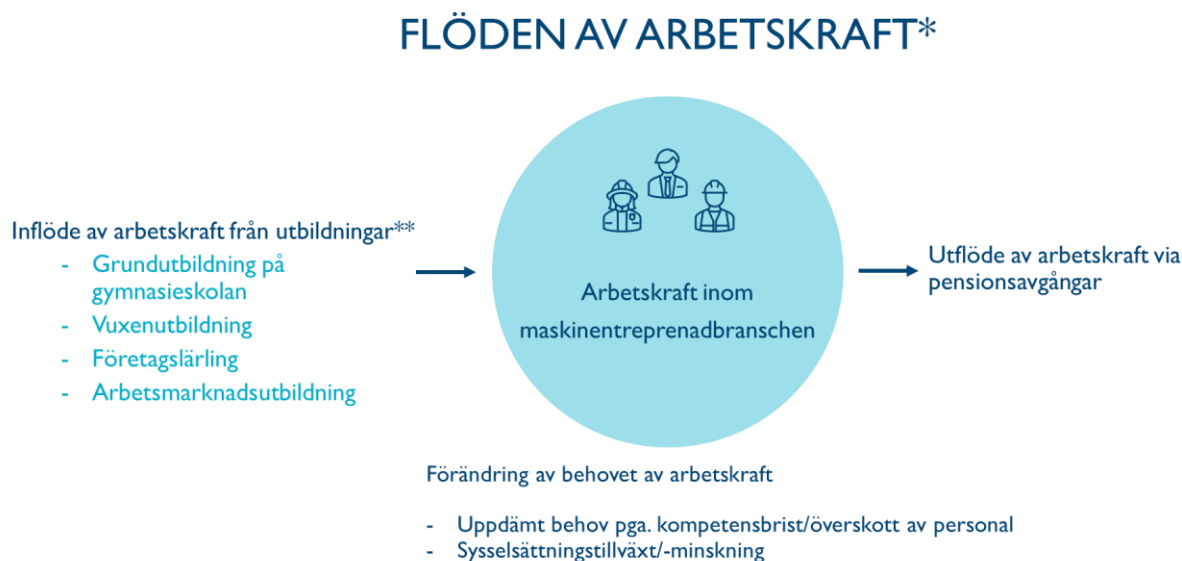 FLÖDEN AV ARBETSKRAFT*
Inflöde av arbetskraft från utbildningar**
- Grundutbildning på
gymnasieskolan
- Vuxenutbildning
- Företagslärling
- Arbetsmarknadsutbildning
Arbetskraft inom
maskinentreprenadbranschen
Utflöde av arbetskraft via
pensionsavgångar
Förändring av behovet av arbetskraft
- Uppdämt behov pga. kompetensbrist/överskott av personal
- Sysselsättningstillväxt/-minskning